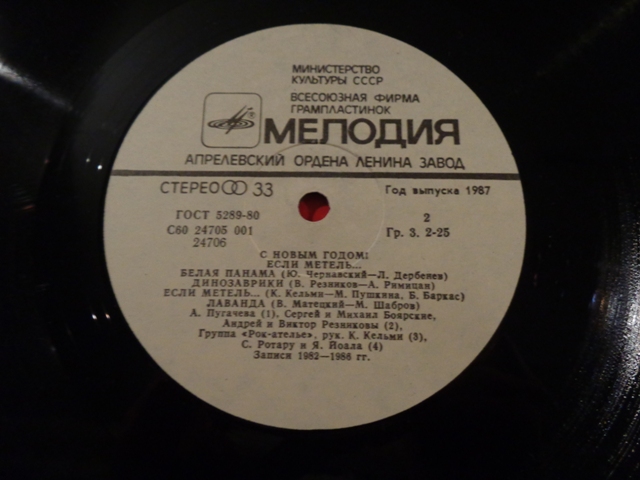 МИНИСТЕРСТВО
КУЛЬТУРЫ СССР
ВСЕСОЮЗНАЯ ФИРМА
ГРАМПЛАСТИНОК
МЕЛОДИЯ
АПРЕЛЕВСКИЙ ОРДЕНА ЛЕНИНА ЗАВОД
СТЕРЕО 33
Год выпуска 1987
ГОСТ 5289-80
2
С60 24705 001
Гр. 3. 2-25
24706
С НОВЫМ ГОДОМ!
ЕСЛИ МЕТЕЛЬ...
БЕЛАЯ ПАНАМА (Ю. Чернавский—Л. Дербенев)
ДИНОЗАВРИКИ (В. Резников—А. Римицан)
ЕСЛИ МЕТЕЛЬ... (К. Кельми—М. Пушкина, Б. Баркас)
ЛАВАНДА (В. Матецкий—М. Шабров)
А. Пугачева (1), Сергей и Михаил Боярские,
Андрей и Виктор Резниковы (2),
Группа «Рок-ателье», рук. К. Кельми (3),
С. Ротару и Я. Йоала (4)
Записи 1982—1986 гг.